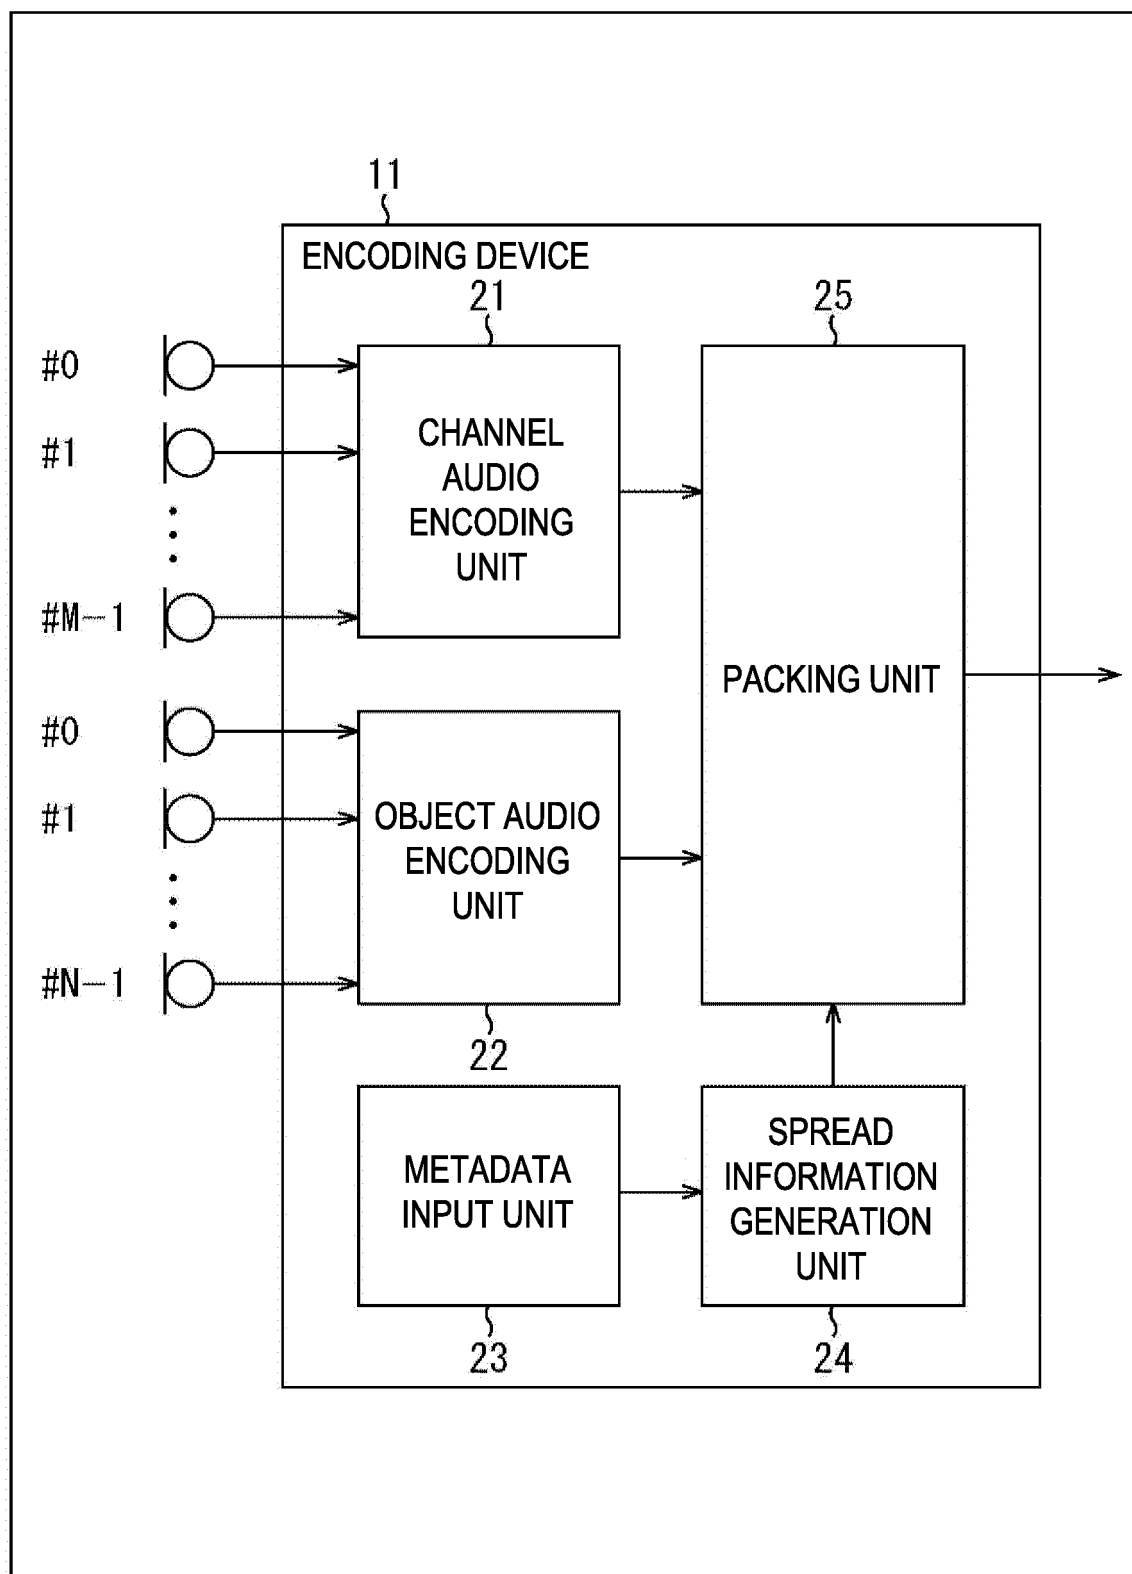 11
ENCODING DEVICE
21
25
#0
#1
#M-1
CHANNEL
AUDIO
ENCODING
UNIT
PACKING UNIT
#0
#1
#N-1
OBJECT AUDIO
ENCODING
UNIT
22
METADATA
INPUT UNIT
SPREAD
INFORMATION
GENERATION
UNIT
23
24